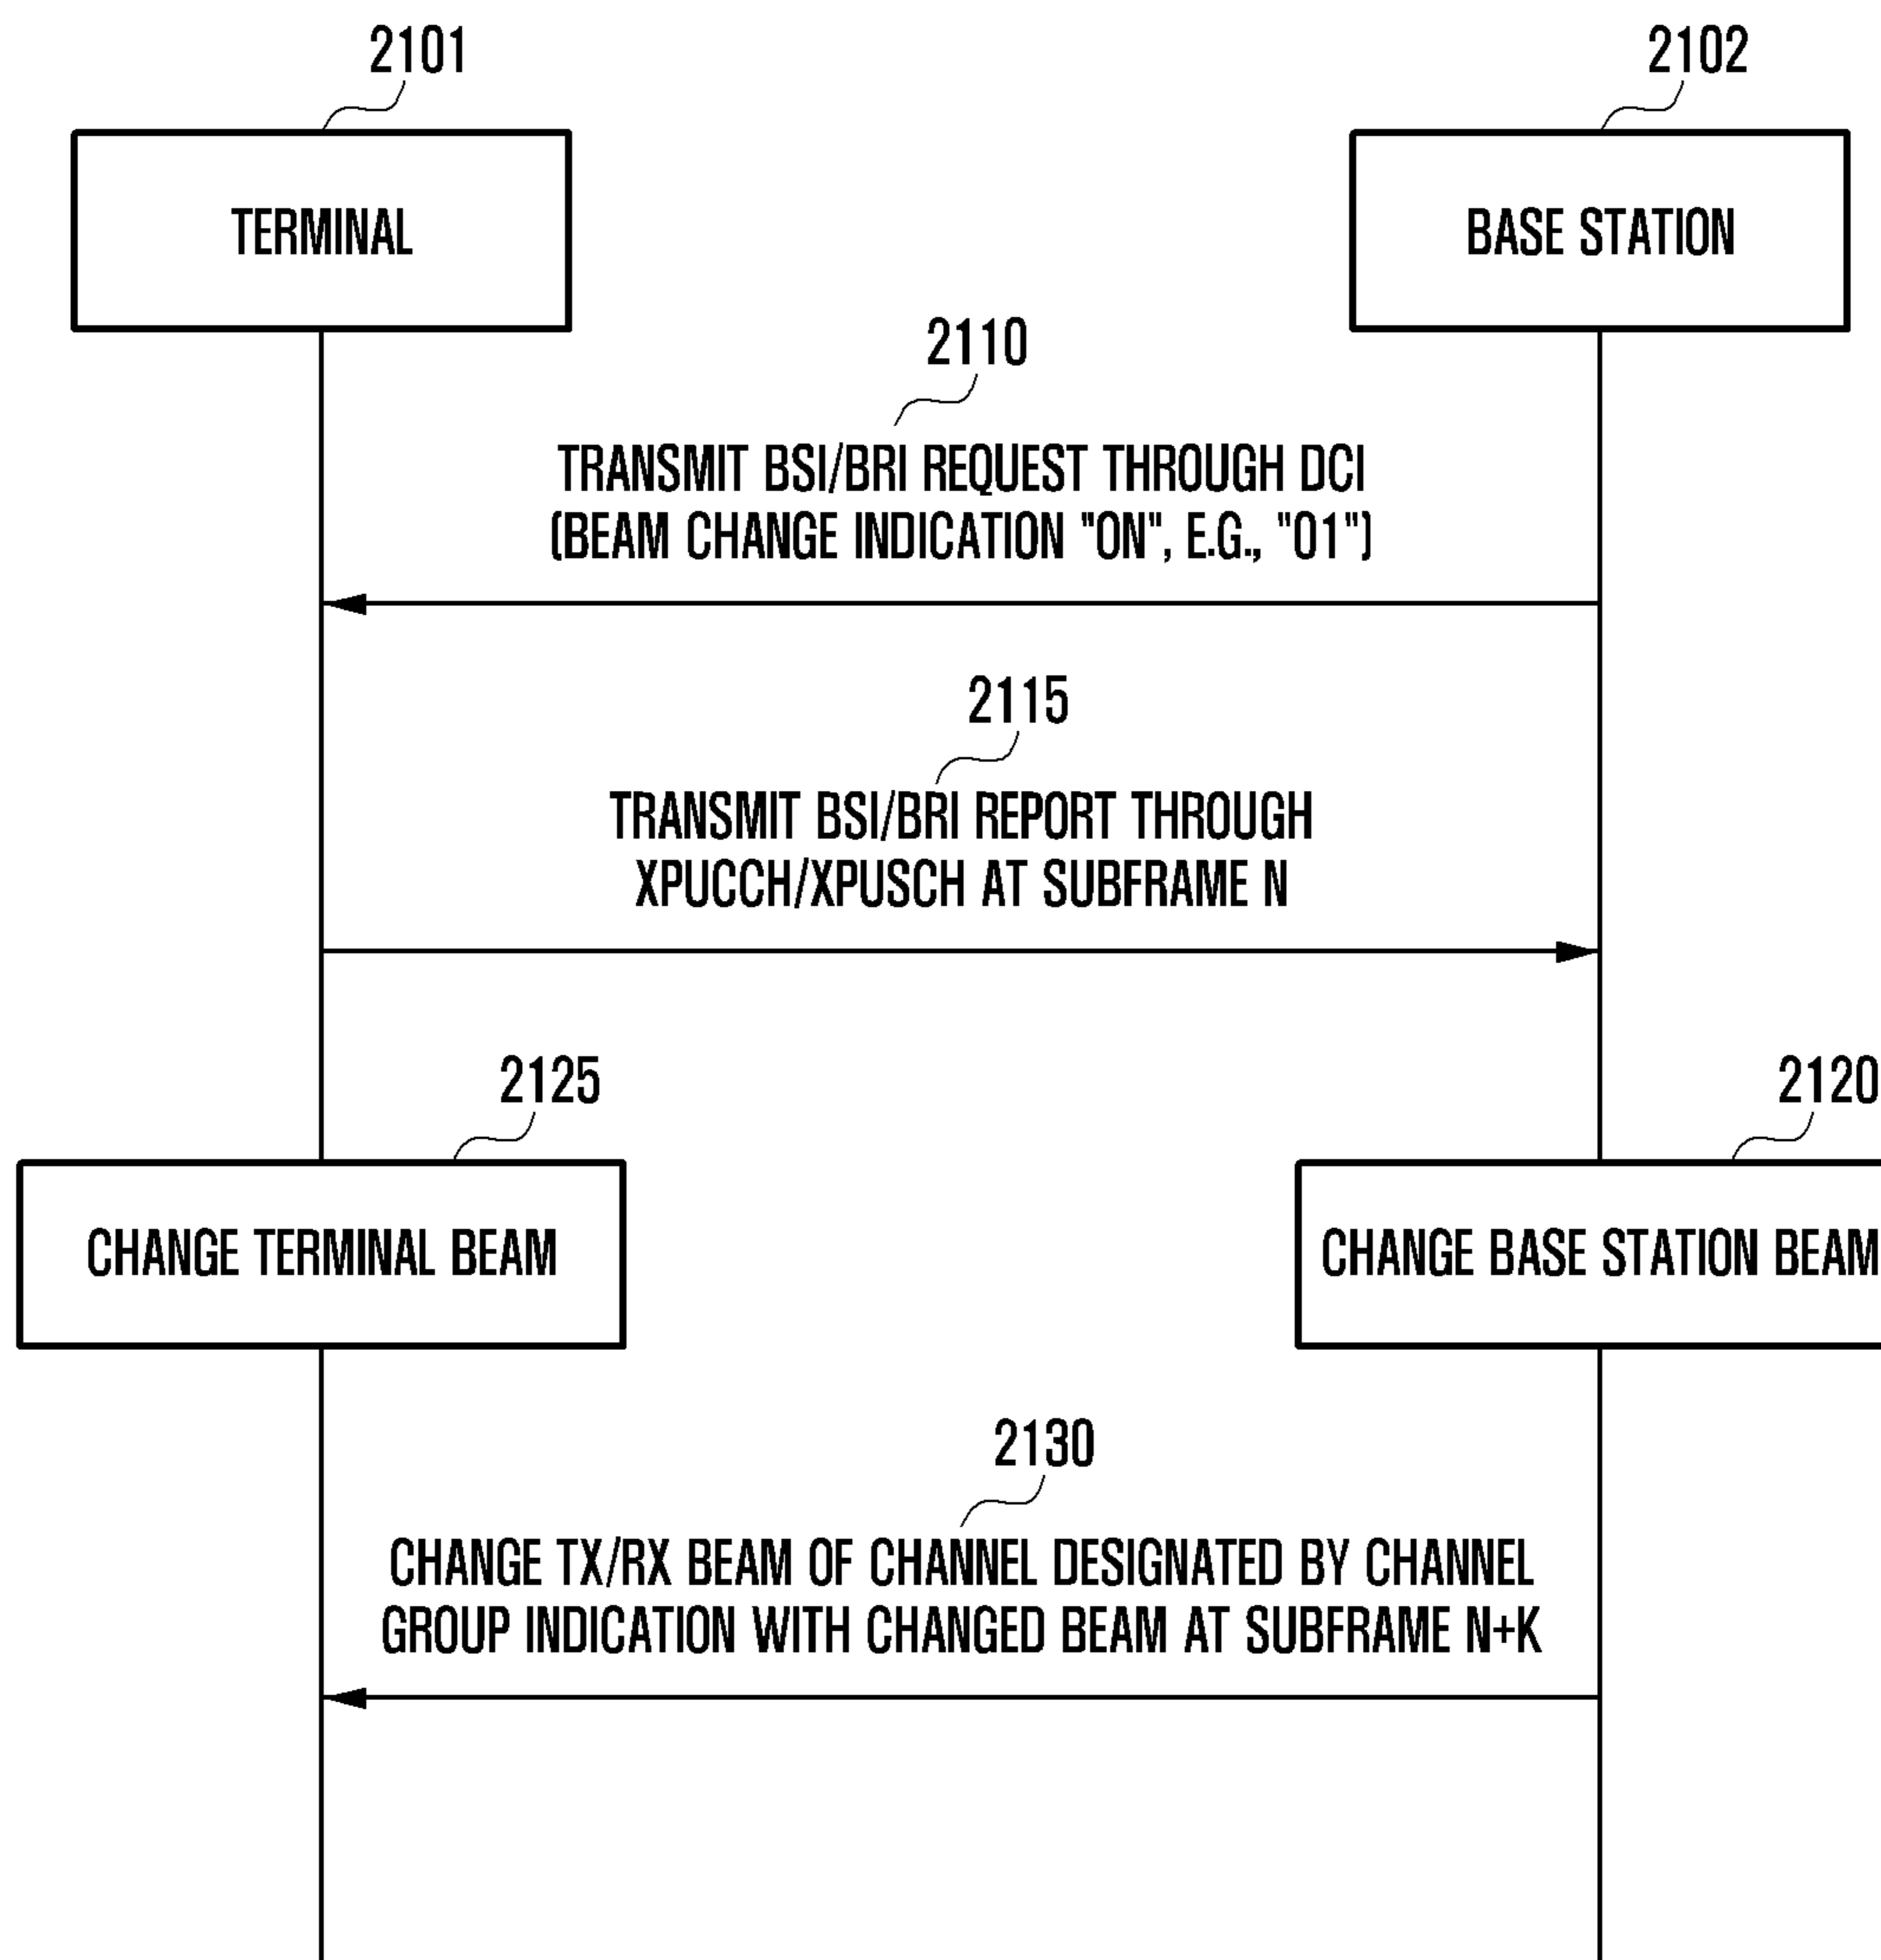 2101
2102
TERMINAL
BASE STATION
2110
TRANSMIT BSI/BRI REQUEST THROUGH DCI
(BEAM CHANGE INDICATION "ON", E.G., "01")
2115
TRANSMIT BSI/BRI REPORT THROUGH
XPUCCH/XPUSCH AT SUBFRAME N
2125
2120
CHANGE TERMINAL BEAM
CHANGE BASE STATION BEAM
2130
CHANGE TX/RX BEAM OF CHANNEL DESIGNATED BY CHANNEL
GROUP INDICATION WITH CHANGED BEAM AT SUBFRAME N+K